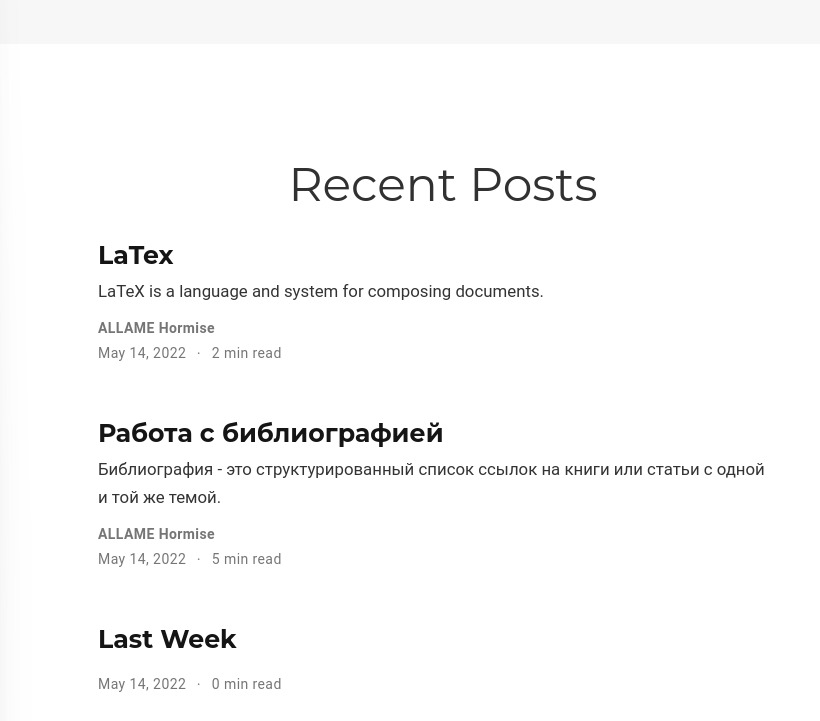 Recent Posts
LaTex
LaTeX is a language and system for composing documents.
ALLAME Hormise
May 14, 2022 · 2 min read
Работа с библиографией
Библиография - это структурированный список ссылок на книги или статьи с одной
и той же темой.
ALLAME Hormise
May 14, 2022 · 5 min read
Last Week
May 14, 2022 · 0 min read